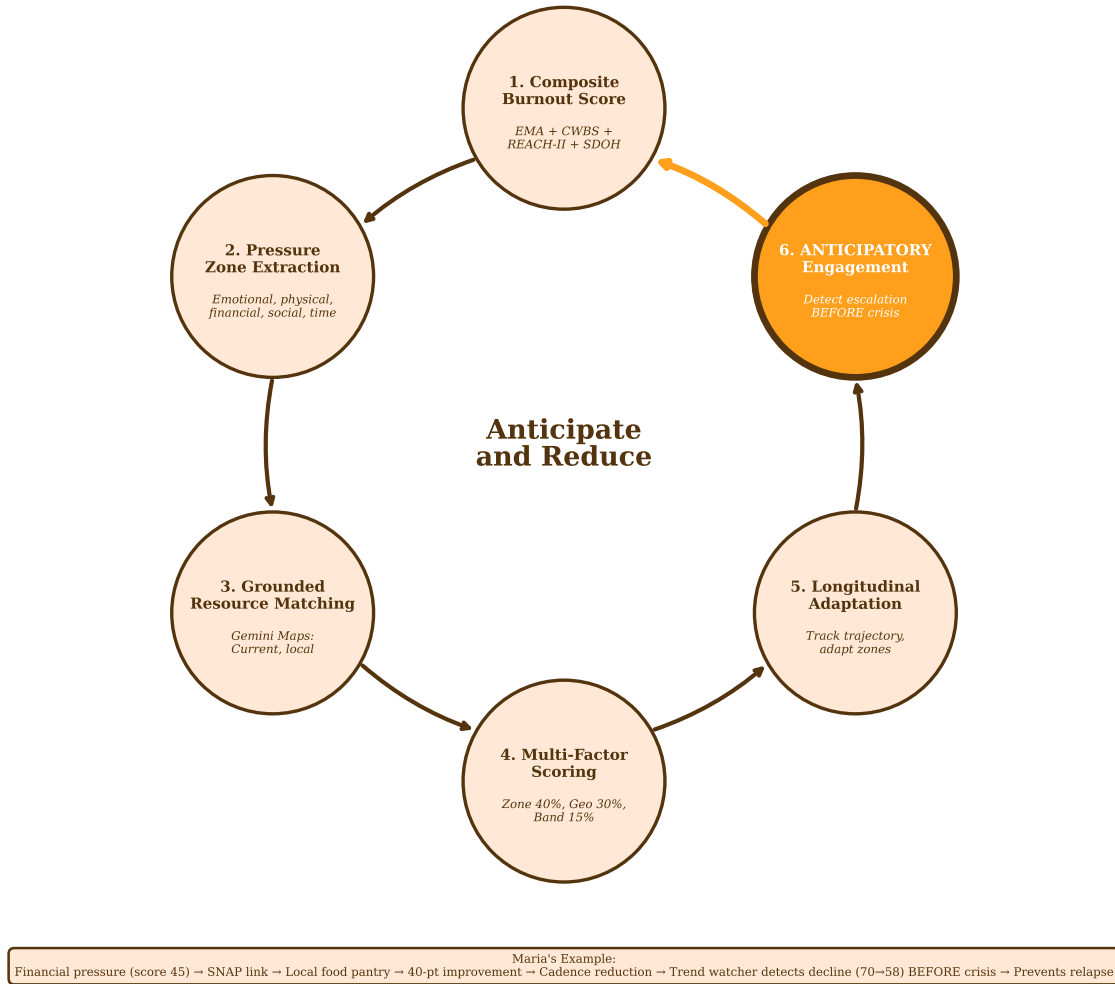 1. Composite
Burnout Score
EMA + CWBS +
REACH-II + SDOH
2. Pressure
Zone Extraction
Emotional, physical,
financial, social, time
6. ANTICIPATORY
Engagement
Detect escalation
BEFORE crisis
Anticipate
and Reduce
3. Grounded
Resource Matching
Gemini Maps:
Current, local
5. Longitudinal
Adaptation
Track trajectory,
adapt zones
4. Multi-Factor
Scoring
Zone 40%, Geo 30%,
Band 15%
Maria's Example:
Financial pressure (score 45) → SNAP link → Local food pantry → 40-pt improvement → Cadence reduction → Trend watcher detects decline (70→58) BEFORE crisis → Prevents relapse